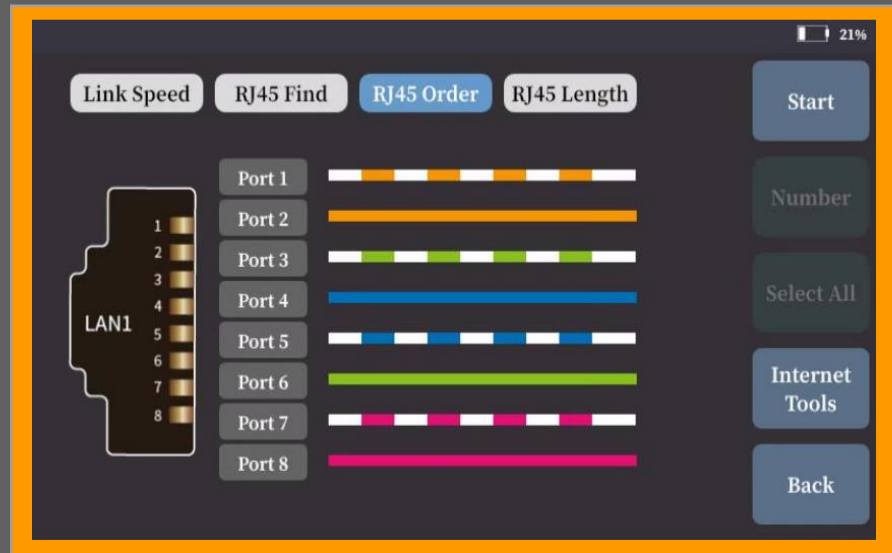 21%
Link Speed
RJ45 Find
RJ45 Order
RJ45 Length
Start
Number
Select All
Internet
Tools
Back
LAN1
1
2
3
4
5
6
7
8
Port 1
Port 2
Port 3
Port 4
Port 5
Port 6
Port 7
Port 8